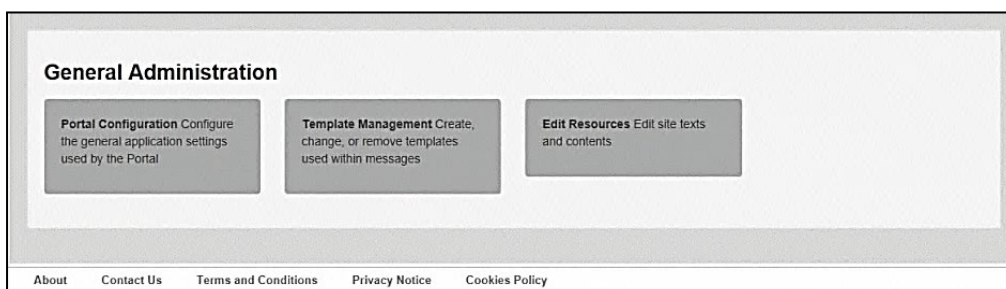 General Administration
Portal Configuration Configure
the general application settings
used by the Portal
Template Management Create,
change, or remove templates
used within messages
Edit Resources Edit site texts
and contents
About Contact Us Terms and Conditions Privacy Notice Cookies Policy